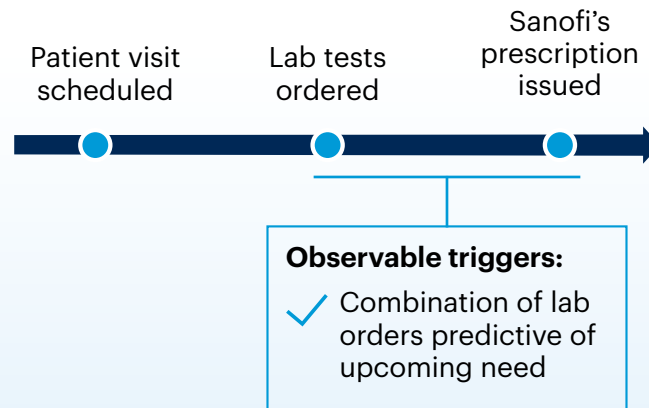 Patient visit
scheduled
Lab tests
ordered
Sanofi's
prescription
issued
Observable triggers:
Combination of lab
orders predictive of
upcoming need